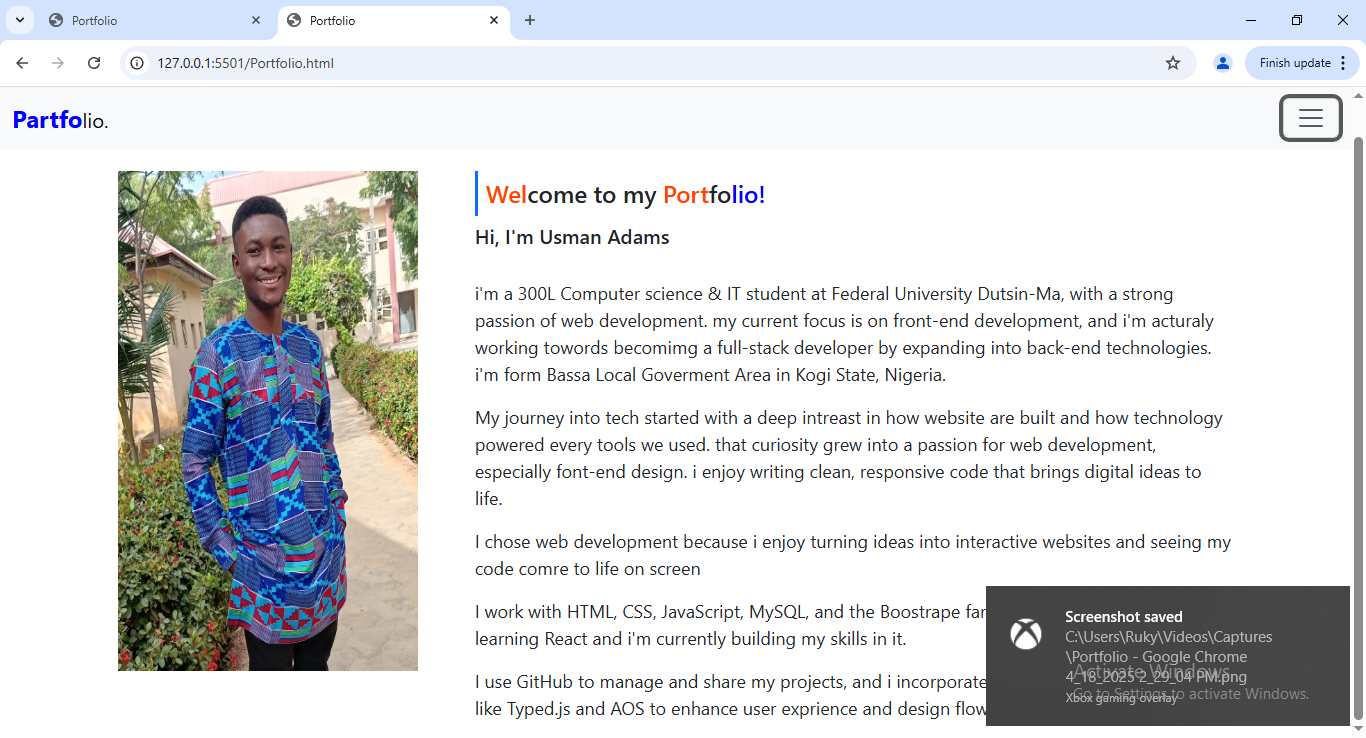 Portfolio
Portfolio
127.0.0.1:5501/Portfolio.html
Finish update
Partfolio.
Welcome to my Portfolio!
Hi, I'm Usman Adams
i'm a 300L Computer science & IT student at Federal University Dutsin-Ma, with a strong
passion of web development. my current focus is on front-end development, and i'm acturaly
working towords becomimg a full-stack developer by expanding into back-end technologies.
i'm form Bassa Local Goverment Area in Kogi State, Nigeria.
My journey into tech started with a deep intreast in how website are built and how technology
powered every tools we used. that curiosity grew into a passion for web development,
especially font-end design. i enjoy writing clean, responsive code that brings digital ideas to
life.
I chose web development because i enjoy turning ideas into interactive websites and seeing my
code comre to life on screen
I work with HTML, CSS, JavaScript, MySQL, and the Boostrape
learning React and i'm currently building my skills in it.
I use GitHub to manage and share my projects, and i incorporate
like Typed.js and AOS to enhance user exprience and design flow
Screenshot saved
C:\Users\Ruky\Videos\Captures
\Portfolio - Google Chrome
4_18_2025 2_29_04 PM.png
Xbox gaming overlay
Activate Windows
Go to Settings to activate Windows.